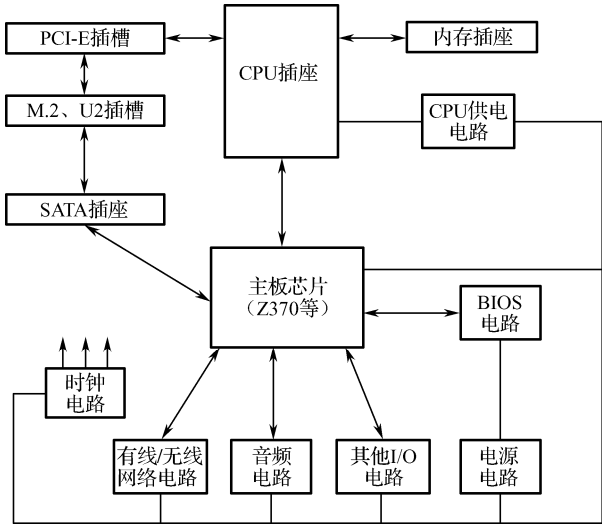 PCI-E插槽
CPU插座
内存插座
M.2、U2插槽
CPU供电
电路
SATA插座
主板芯片
（Z370等）
BIOS
电路
时钟
电路
有线/无线
网络电路
音频
电路
其他I/O
电路
电源
电路